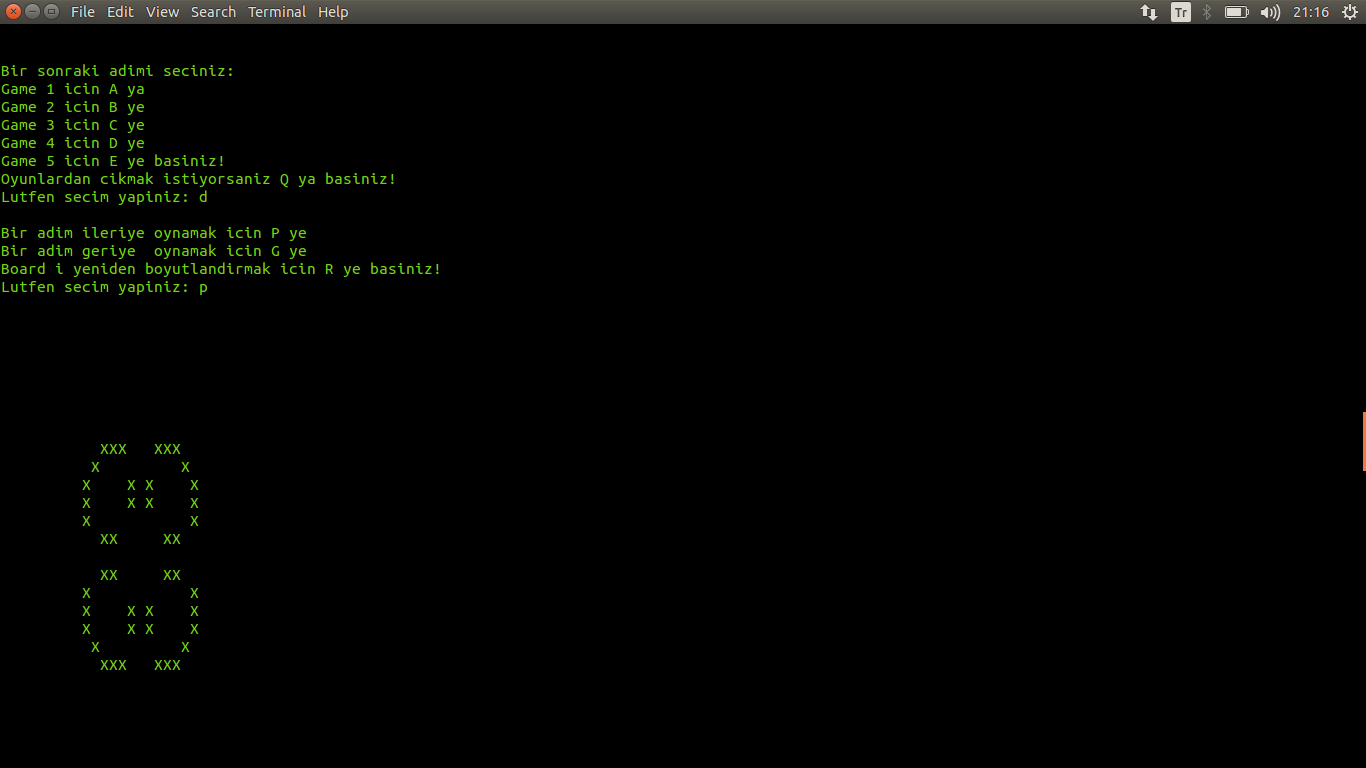 File Edit View Search Terminal Help Tr 21:16
Bir sonraki adimi seciniz:
Game 1 icin A ya
Game 2 icin B ye
Game 3 icin C ye
Game 4 icin D ye
Game 5 icin E ye basiniz!
Oyunlardan cikmak istiyorsaniz Q ya basiniz!
Lutfen secim yapiniz: d
Bir adim ileriye oynamak icin P ye
Bir adim geriye  oynamak icin G ye
Board i yeniden boyutlandirmak icin R ye basiniz!
Lutfen secim yapiniz: p
           XXX   XXX
          X         X
         X    X X    X
         X    X X    X
         X           X
           XX     XX
           XX     XX
         X           X
         X    X X    X
         X    X X    X
          X         X
           XXX   XXX